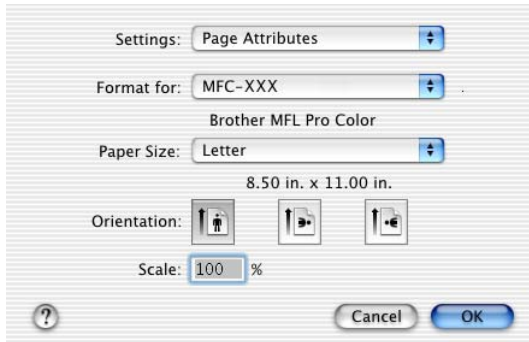 Settings: Page Attributes
Format for: MFC-XXX
Brother MFL Pro Color
Paper Size: Letter
8.50 in. x 11.00 in.
Orientation:
Scale: 100 %
? Cancel OK